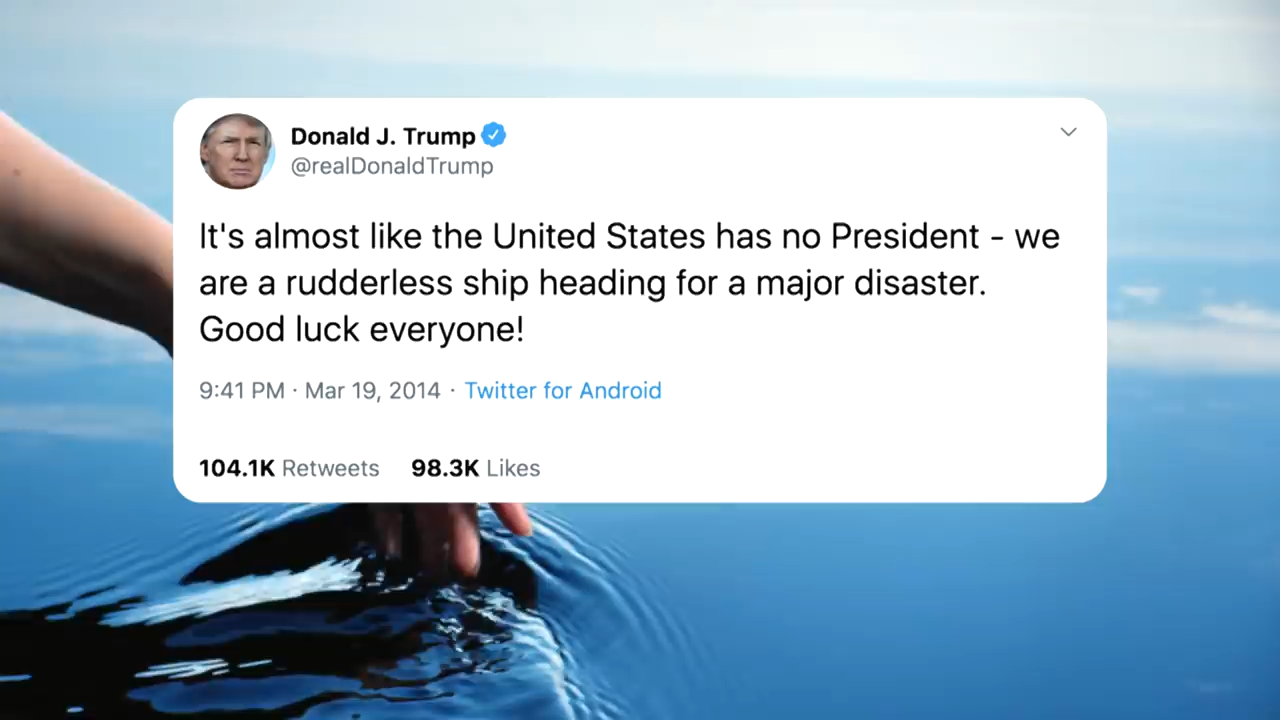 Donald J. Trump
@realDonaldTrump
It's almost like the United States has no President - we
are a rudderless ship heading for a major disaster.
Good luck everyone!
9:41 PM · Mar 19, 2014 · Twitter for Android
104.1K Retweets 98.3K Likes